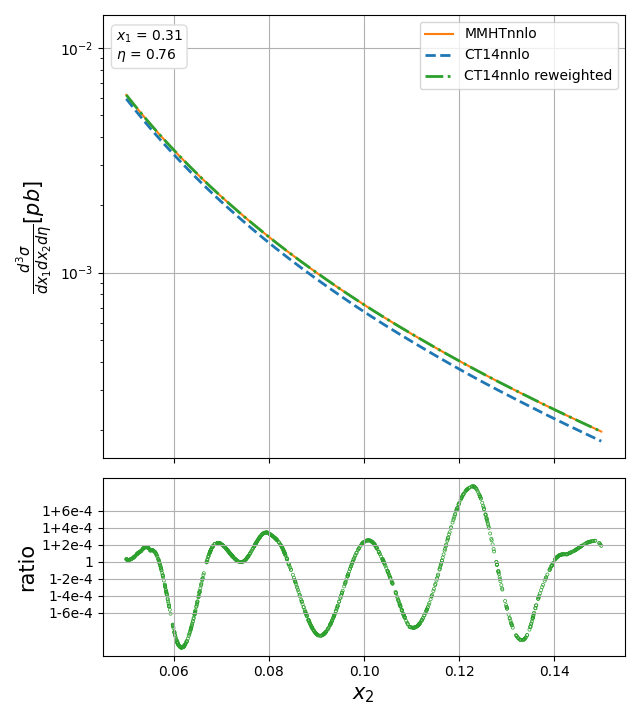 x₁ = 0.31
η = 0.76
MMHTnnlo
CT14nnlo
CT14nnlo reweighted
10⁻²
10⁻³
d³σ/dx₁dx₂dη [pb]
1+6e-4
1+4e-4
1+2e-4
1
1-2e-4
1-4e-4
1-6e-4
ratio
0.06 0.08 0.10 0.12 0.14
x₂